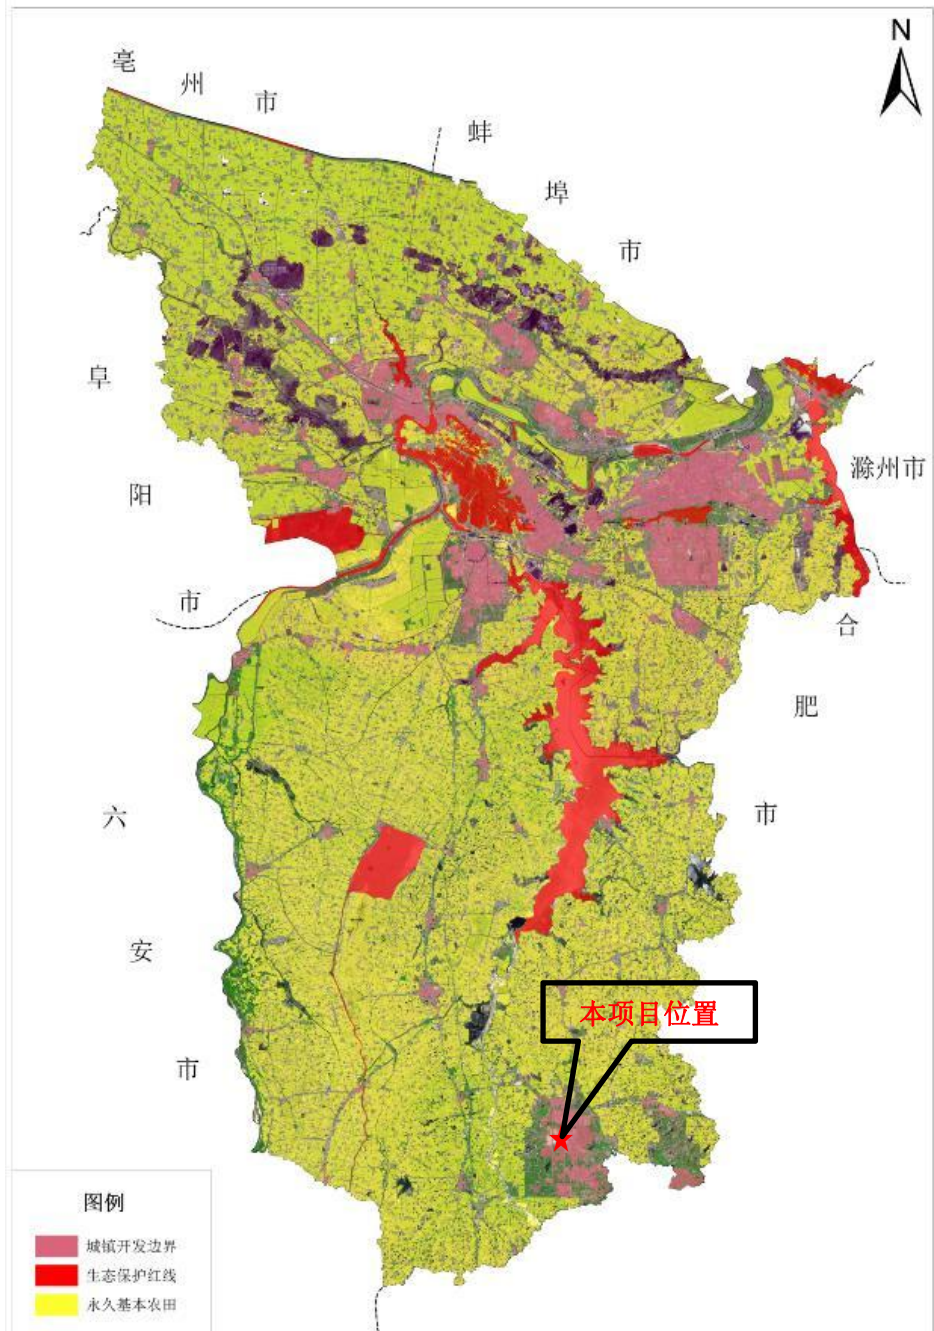 N
亳州市
蚌埠市
阜阳市
滁州市
合肥市
六安市
本项目位置
图例
城镇开发边界
生态保护红线
永久基本农田